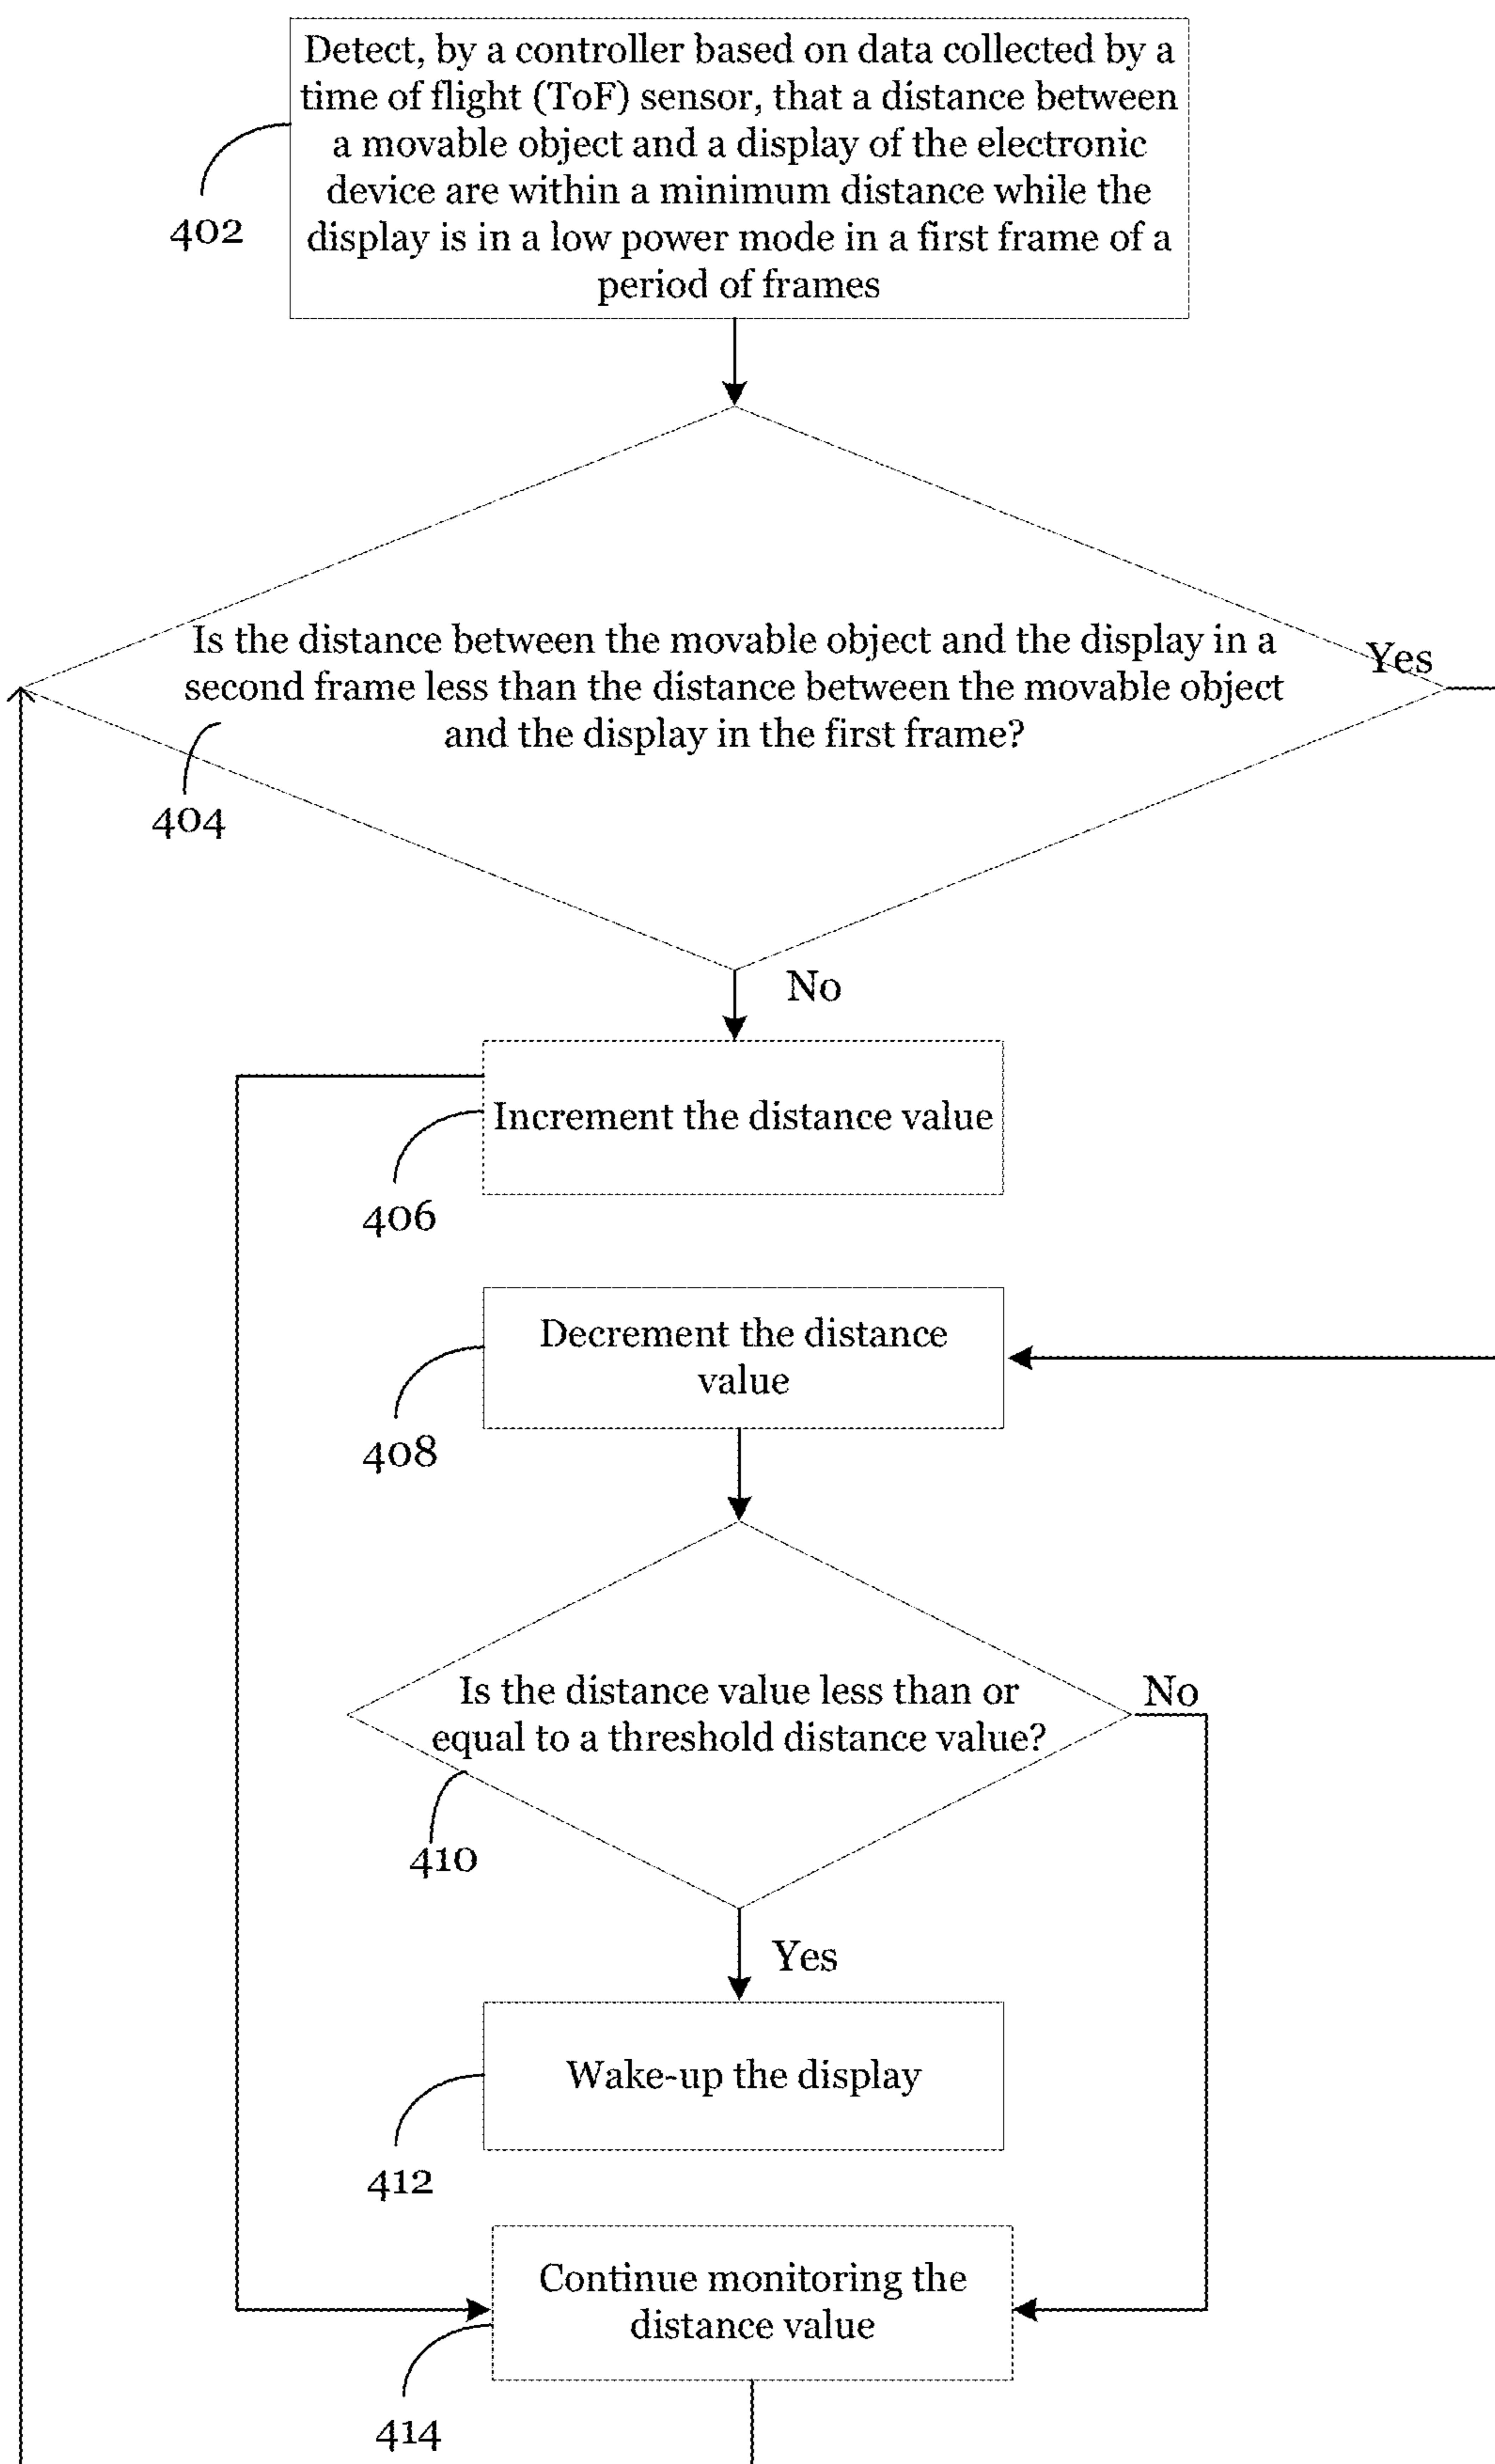 Detect, by a controller based on data collected by a
time of flight (ToF) sensor, that a distance between
a movable object and a display of the electronic
device are within a minimum distance while the
display is in a low power mode in a first frame of a
period of frames
402
Is the distance between the movable object and the display in a
second frame less than the distance between the movable object
and the display in the first frame?
Yes
404
No
Increment the distance value
406
Decrement the distance
value
408
Is the distance value less than or
equal to a threshold distance value?
No
410
Yes
Wake-up the display
412
Continue monitoring the
distance value
414